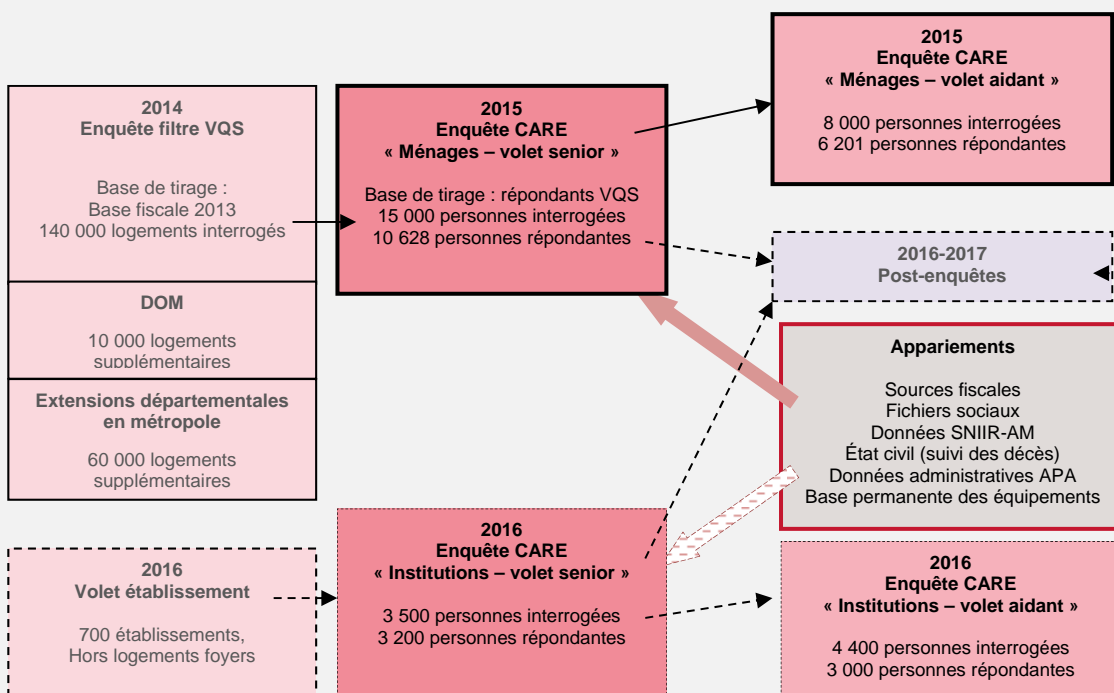 2014
Enquête filtre VQS
Base de tirage :
Base fiscale 2013
140 000 logements interrogés
DOM
10 000 logements
supplémentaires
Extensions départementales
en métropole
60 000 logements
supplémentaires
2016
Volet établissement
700 établissements,
Hors logements foyers
2015
Enquête CARE
« Ménages – volet senior »
Base de tirage : répondants VQS
15 000 personnes interrogées
10 628 personnes répondantes
2016
Enquête CARE
« Institutions – volet senior »
3 500 personnes interrogées
3 200 personnes répondantes
2015
Enquête CARE
« Ménages – volet aidant »
8 000 personnes interrogées
6 201 personnes répondantes
2016-2017
Post-enquêtes
Appariements
Sources fiscales
Fichiers sociaux
Données SNIIR-AM
État civil (suivi des décès)
Données administratives APA
Base permanente des équipements
2016
Enquête CARE
« Institutions – volet aidant »
4 400 personnes interrogées
3 000 personnes répondantes